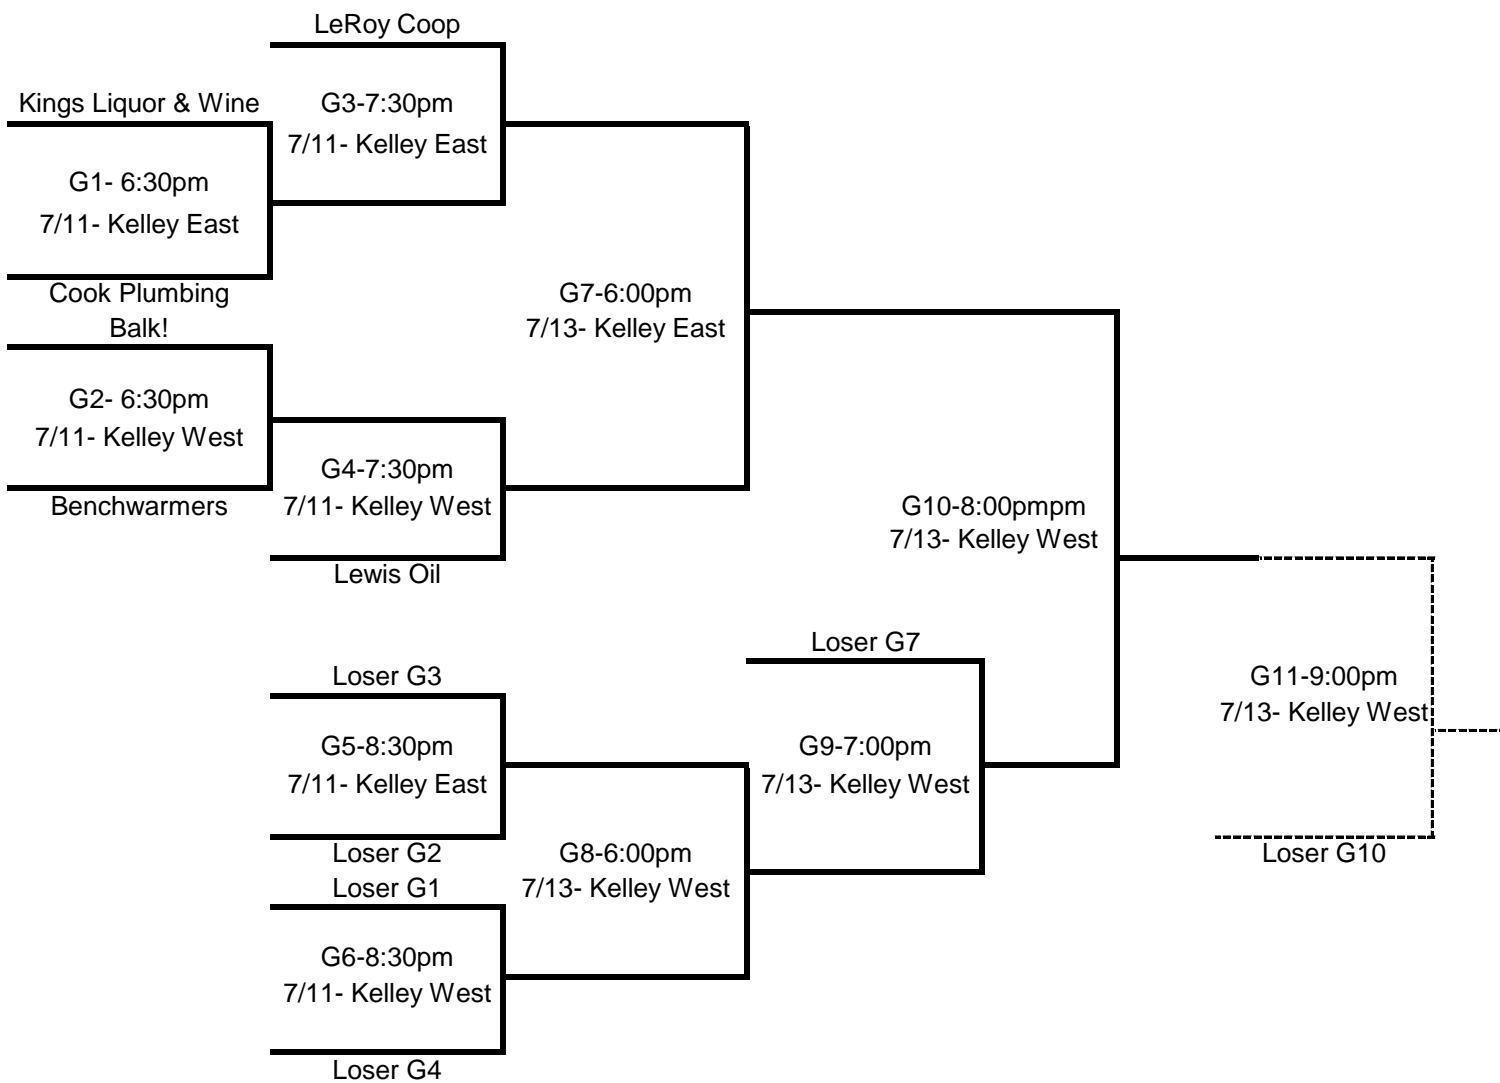 LeRoy Coop
Kings Liquor & Wine
G3-7:30pm
7/11- Kelley East
G1- 6:30pm
7/11- Kelley East
Cook Plumbing
Balk!
G7-6:00pm
7/13- Kelley East
G2- 6:30pm
7/11- Kelley West
G4-7:30pm
7/11- Kelley West
Benchwarmers
G10-8:00pmpm
7/13- Kelley West
Lewis Oil
Loser G7
Loser G3
G11-9:00pm
7/13- Kelley West
G5-8:30pm
7/11- Kelley East
G9-7:00pm
7/13- Kelley West
Loser G2
Loser G1
G8-6:00pm
7/13- Kelley West
Loser G10
G6-8:30pm
7/11- Kelley West
Loser G4